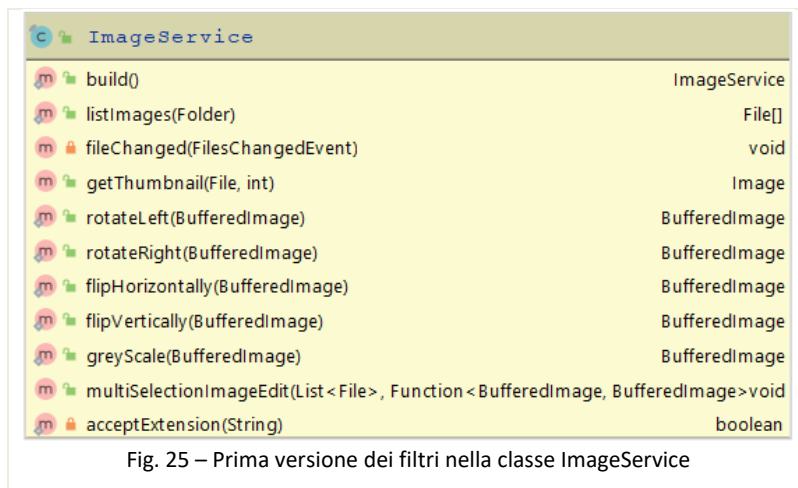 ImageService
build() ImageService
listImages(Folder) File[]
fileChanged(FilesChangedEvent) void
getThumbnail(File, int) Image
rotateLeft(BufferedImage) BufferedImage
rotateRight(BufferedImage) BufferedImage
flipHorizontally(BufferedImage) BufferedImage
flipVertically(BufferedImage) BufferedImage
greyScale(BufferedImage) BufferedImage
multiSelectionImageEdit(List<File>, Function<BufferedImage, BufferedImage>void
acceptExtension(String) boolean
Fig. 25 – Prima versione dei filtri nella classe ImageService